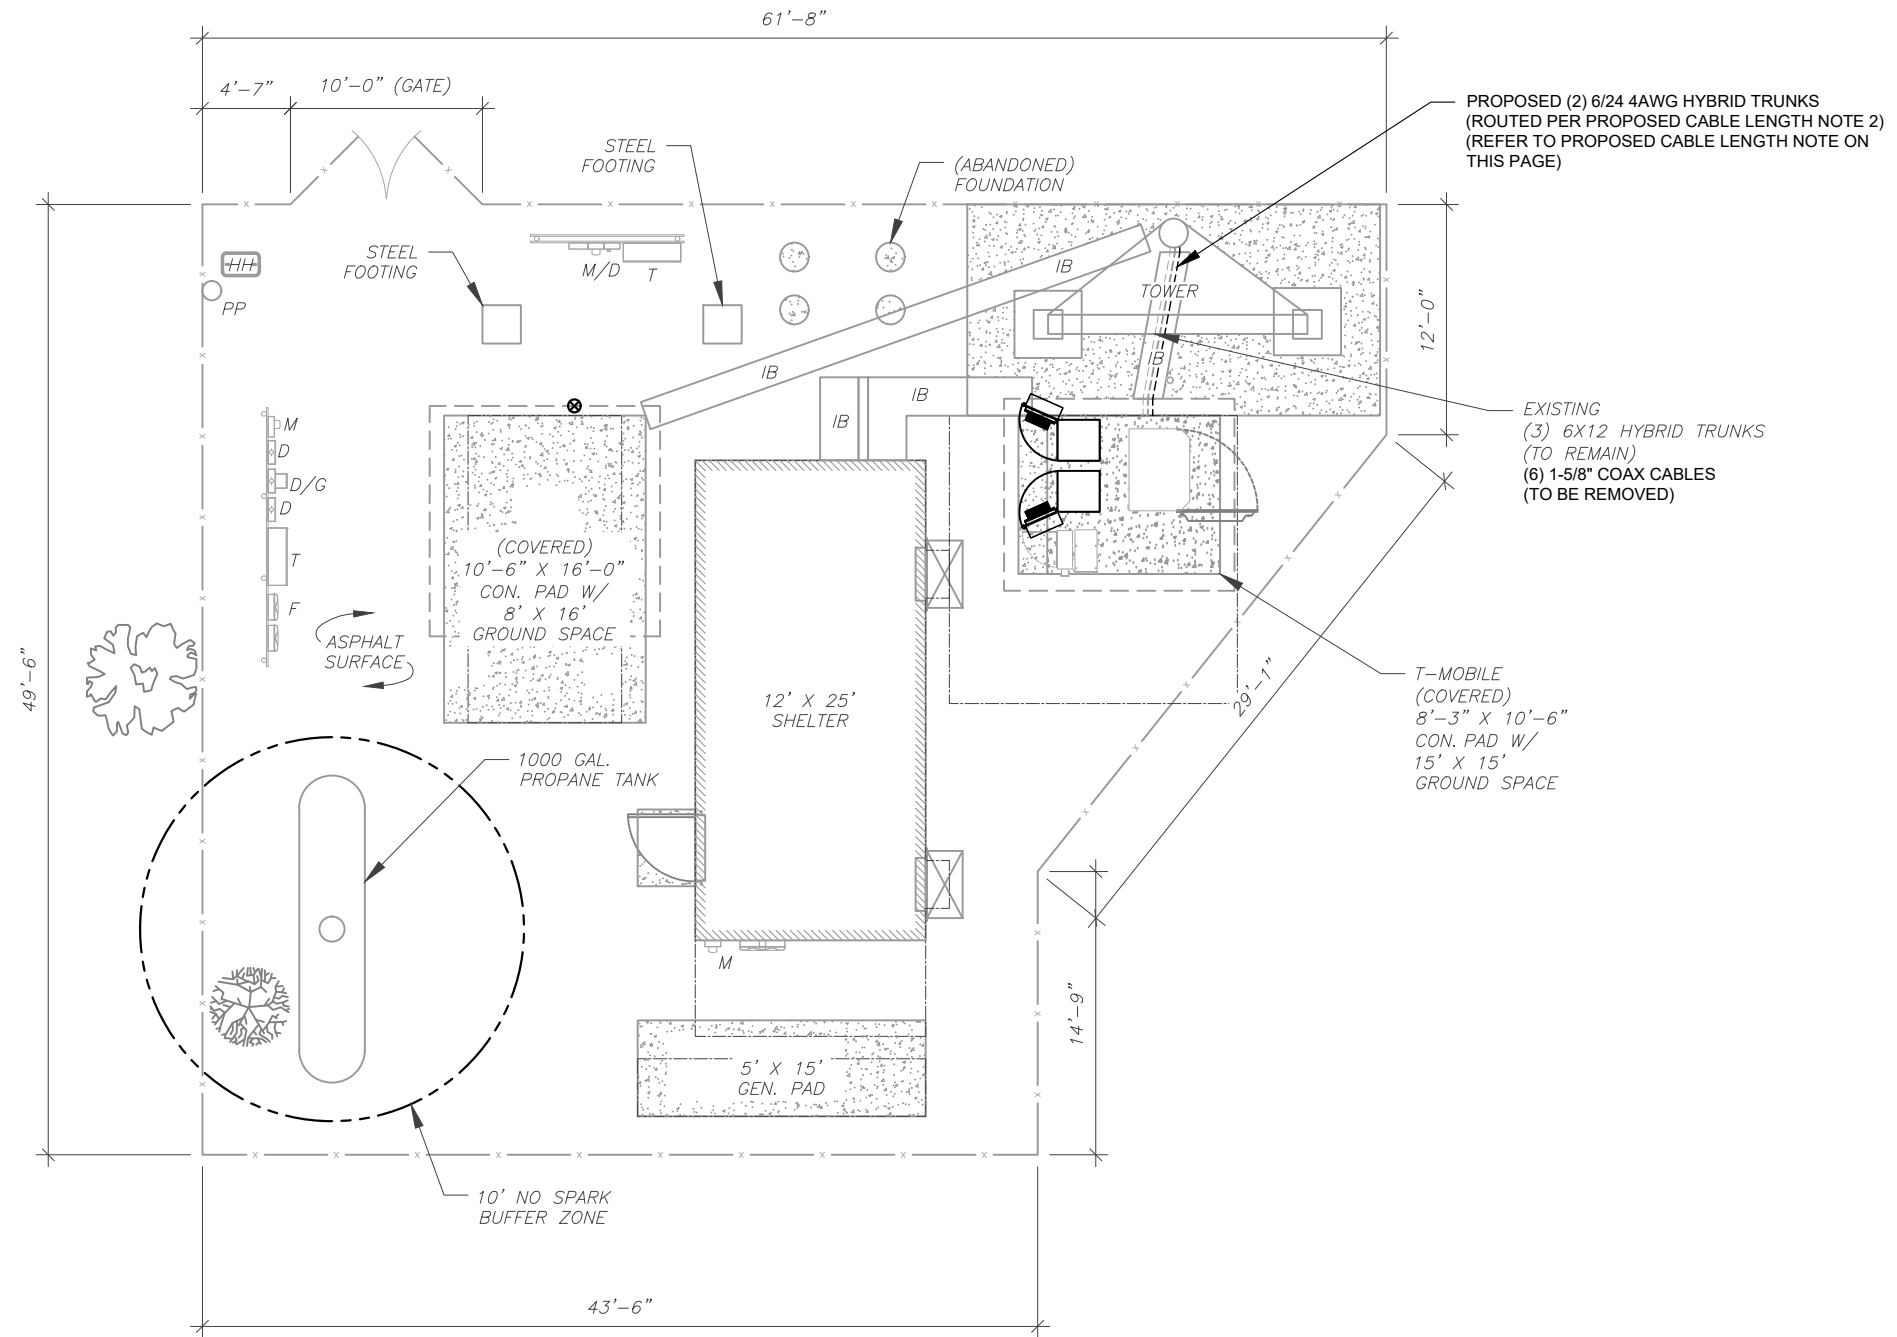 61'-8"
4'-7"
10'-0" (GATE)
PROPOSED (2) 6/24 4AWG HYBRID TRUNKS
(ROUTED PER PROPOSED CABLE LENGTH NOTE 2)
(REFER TO PROPOSED CABLE LENGTH NOTE ON
THIS PAGE)
STEEL
FOOTING
(ABANDONED)
FOUNDATION
STEEL
FOOTING
HH
PP
M/D
T
IB
TOWER
IB
IB
IB
IB
12'-0"
EXISTING
(3) 6X12 HYBRID TRUNKS
(TO REMAIN)
(6) 1-5/8" COAX CABLES
(TO BE REMOVED)
M
D
D/G
D
T
F
ASPHALT
SURFACE
(COVERED)
10'-6" X 16'-0"
CON. PAD W/
8' X 16'
GROUND SPACE
49'-6"
12' X 25'
SHELTER
29'-1"
T-MOBILE
(COVERED)
8'-3" X 10'-6"
CON. PAD W/
15' X 15'
GROUND SPACE
1000 GAL.
PROPANE TANK
M
14'-9"
5' X 15'
GEN. PAD
10' NO SPARK
BUFFER ZONE
43'-6"